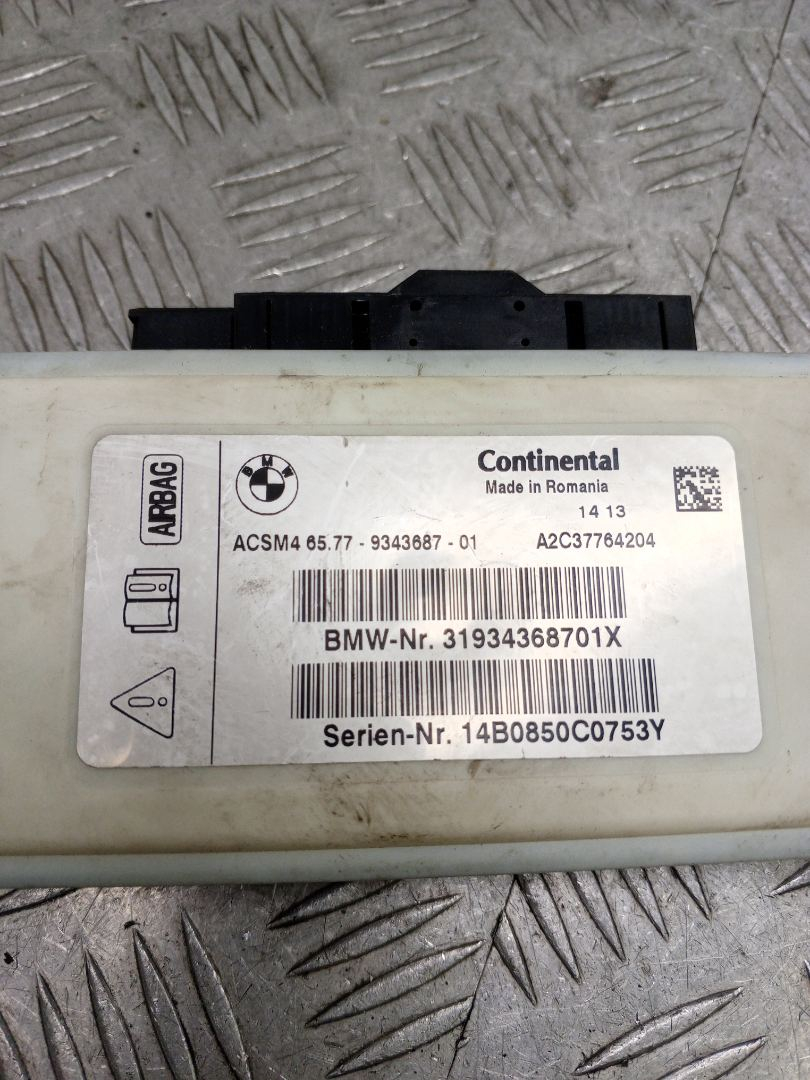 AIRBAG
BMW
Continental
Made in Romania
14 13
ACSM4 65.77 - 9343687 - 01 A2C37764204
BMW-Nr. 31934368701X
Serien-Nr. 14B0850C0753Y